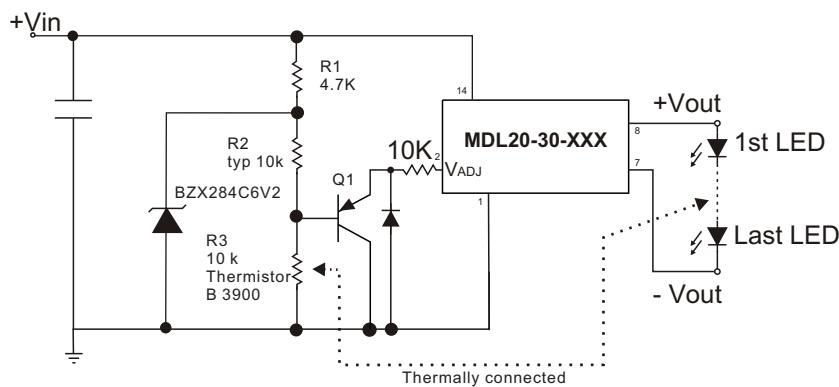 +Vin
R1
4.7K
14
MDL20-30-XXX
+Vout
8
1st LED
R2
typ 10k
10K
2
VADJ
7
BZX284C6V2
Q1
1
R3
10 k
Thermistor
B 3900
Last LED
- Vout
Thermally connected